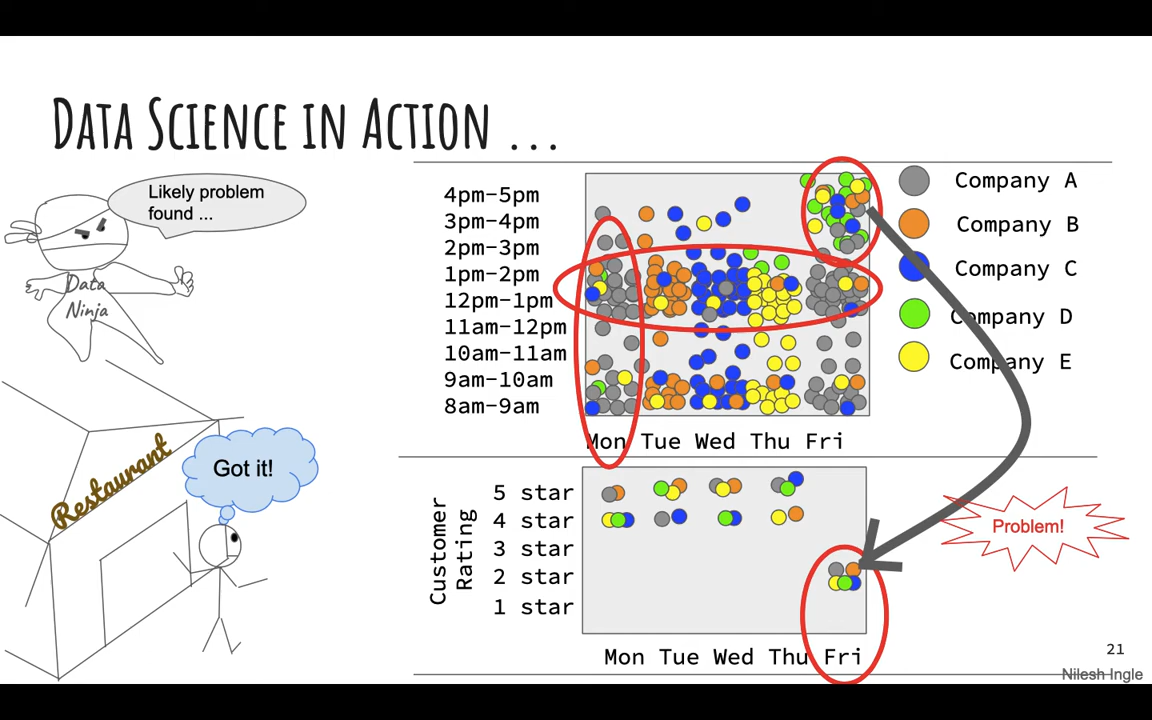 Data Science in Action ...
Likely problem
found ...
Data
Ninja
Restaurant
Got it!
4pm-5pm
3pm-4pm
2pm-3pm
1pm-2pm
12pm-1pm
11am-12pm
10am-11am
9am-10am
8am-9am
Mon Tue Wed Thu Fri
Company A
Company B
Company C
Company D
Company E
Customer
Rating
5 star
4 star
3 star
2 star
1 star
Mon Tue Wed Thu Fri
Problem!
21
Nilesh Ingle